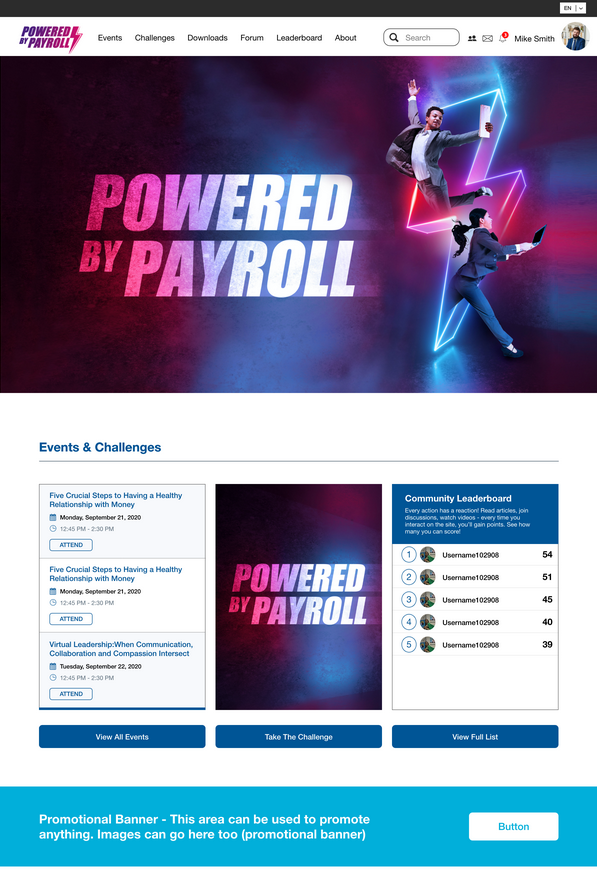 EN
POWERED
BY PAYROLL
Events Challenges Downloads Forum Leaderboard About
Search
3
Mike Smith
POWERED
BY PAYROLL
Events & Challenges
Five Crucial Steps to Having a Healthy
Relationship with Money
Monday, September 21, 2020
12:45 PM - 2:30 PM
ATTEND
Five Crucial Steps to Having a Healthy
Relationship with Money
Monday, September 21, 2020
12:45 PM - 2:30 PM
ATTEND
Virtual Leadership:When Communication,
Collaboration and Compassion Intersect
Tuesday, September 22, 2020
12:45 PM - 2:30 PM
ATTEND
View All Events
POWERED
BY PAYROLL
Take The Challenge
Community Leaderboard
Every action has a reaction! Read articles, join
discussions, watch videos - every time you
interact on the site, you'll gain points. See how
many you can score!
1 Username102908 54
2 Username102908 51
3 Username102908 45
4 Username102908 40
5 Username102908 39
View Full List
Promotional Banner - This area can be used to promote
anything. Images can go here too (promotional banner)
Button